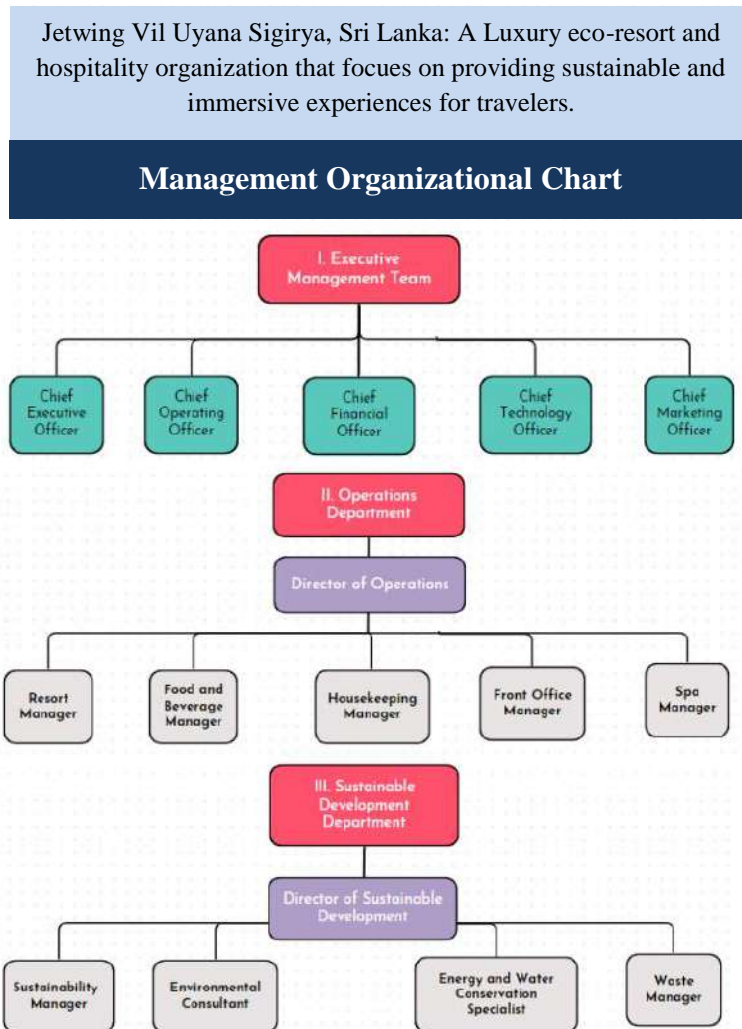 Jetwing Vil Uyana Sigirya, Sri Lanka: A Luxury eco-resort and
hospitality organization that focues on providing sustainable and
immersive experiences for travelers.
Management Organizational Chart
I. Executive
Management Team
Chief
Executive
Officer
Chief
Operating
Officer
Chief
Financial
Officer
Chief
Technology
Officer
Chief
Marketing
Officer
II. Operations
Department
Director of Operations
Resort
Manager
Food and
Beverage
Manager
Housekeeping
Manager
Front Office
Manager
Spa
Manager
III. Sustainable
Development
Department
Director of Sustainable
Development
Sustainability
Manager
Environmental
Consultant
Energy and Water
Conservation
Specialist
Waste
Manager